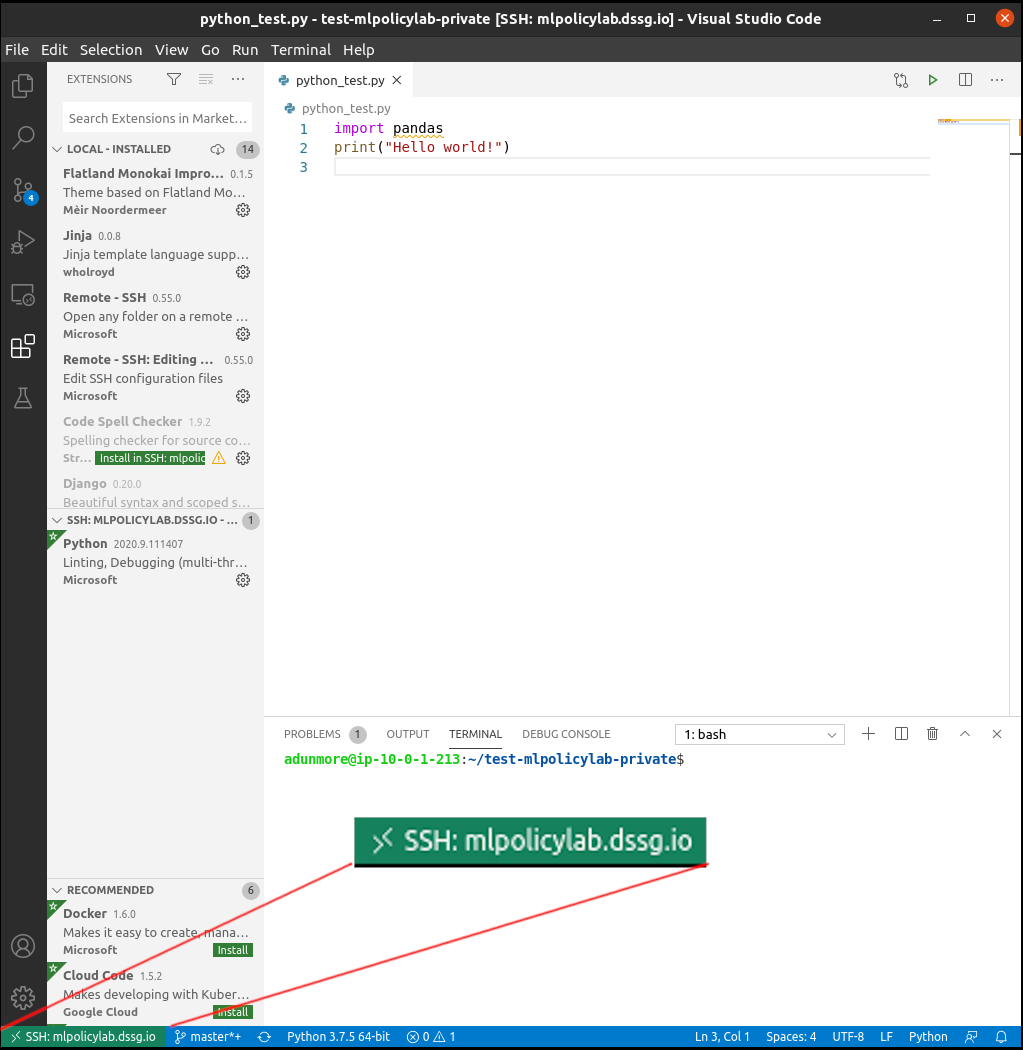 python_test.py - test-mlpolicylab-private [SSH: mlpolicylab.dssg.io] - Visual Studio Code
File Edit Selection View Go Run Terminal Help
EXTENSIONS
Search Extensions in Market…
LOCAL - INSTALLED 14
Flatland Monokai Impro… 0.1.5
Theme based on Flatland Mo…
Mèir Noordermeer
Jinja 0.0.8
Jinja template language supp…
wholroyd
Remote - SSH 0.55.0
Open any folder on a remote …
Microsoft
Remote - SSH: Editing … 0.55.0
Edit SSH configuration files
Microsoft
Code Spell Checker 1.9.2
Spelling checker for source co…
Str… Install in SSH: mlpolic
Django 0.20.0
Beautiful syntax and scoped s…
SSH: MLPOLICYLAB.DSSG.IO - … 1
Python 2020.9.111407
Linting, Debugging (multi-thr…
Microsoft
RECOMMENDED 6
Docker 1.6.0
Makes it easy to create, mana…
Microsoft Install
Cloud Code 1.5.2
Makes developing with Kuber…
Google Cloud Install
4
python_test.py
python_test.py
1 import pandas
2 print("Hello world!")
3
PROBLEMS 1 OUTPUT TERMINAL DEBUG CONSOLE 1: bash
adunmore@ip-10-0-1-213:~/test-mlpolicylab-private$
SSH: mlpolicylab.dssg.io
SSH: mlpolicylab.dssg.io master*+ Python 3.7.5 64-bit 0 1 Ln 3, Col 1 Spaces: 4 UTF-8 LF Python